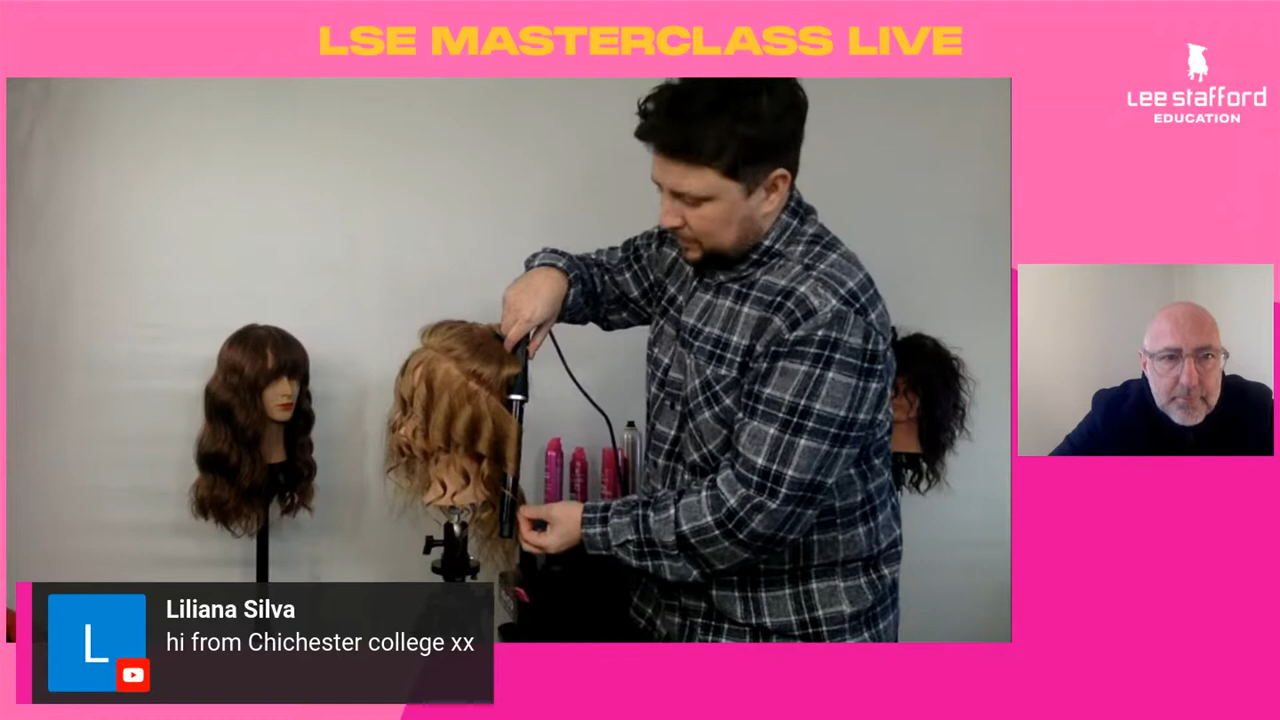 LSE MASTERCLASS LIVE
Lee Stafford
EDUCATION
Liliana Silva
L
hi from Chichester college xx